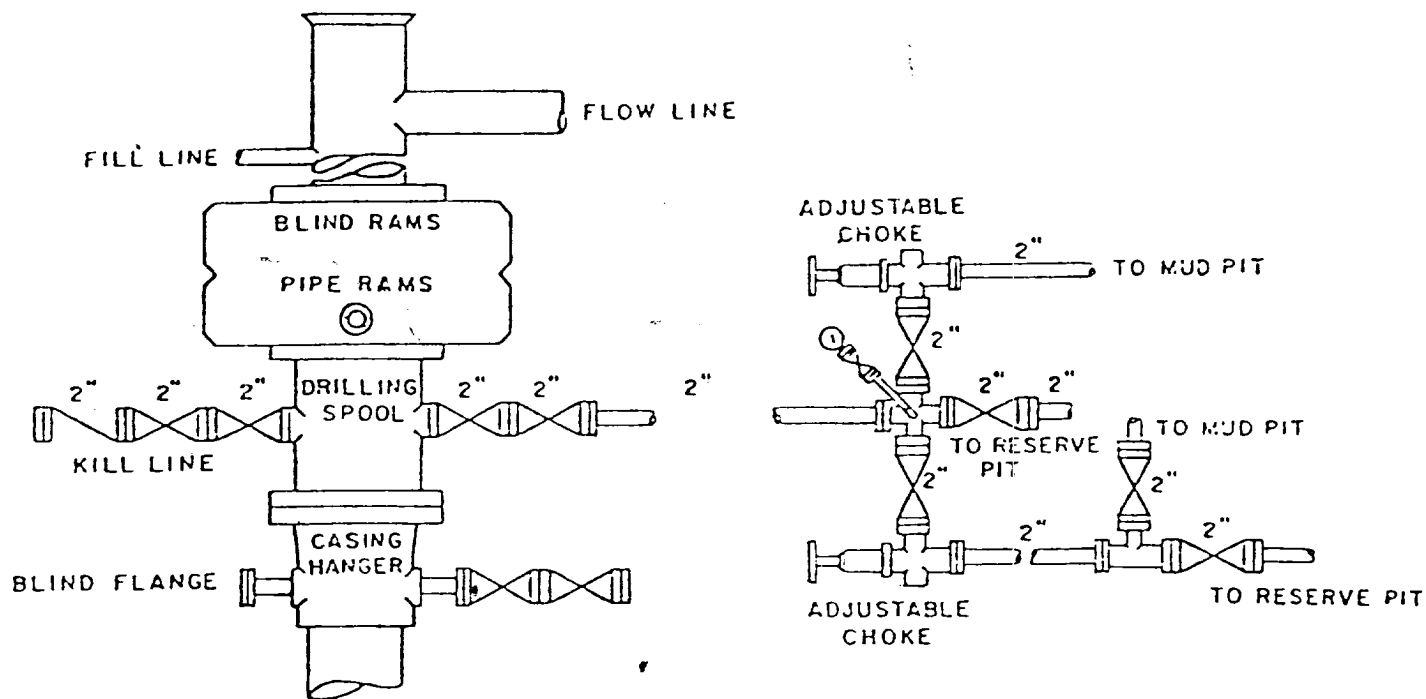 FLOW LINE
FILL LINE
BLIND RAMS
PIPE RAMS
2" 2" 2"
DRILLING
SPOOL
2" 2" 2"
KILL LINE
CASING
HANGER
BLIND FLANGE
ADJUSTABLE
CHOKE
2"
TO MUD PIT
2"
2" 2"
TO RESERVE
PIT
TO MUD PIT
2"
2"
2"
2"
TO RESERVE PIT
ADJUSTABLE
CHOKE